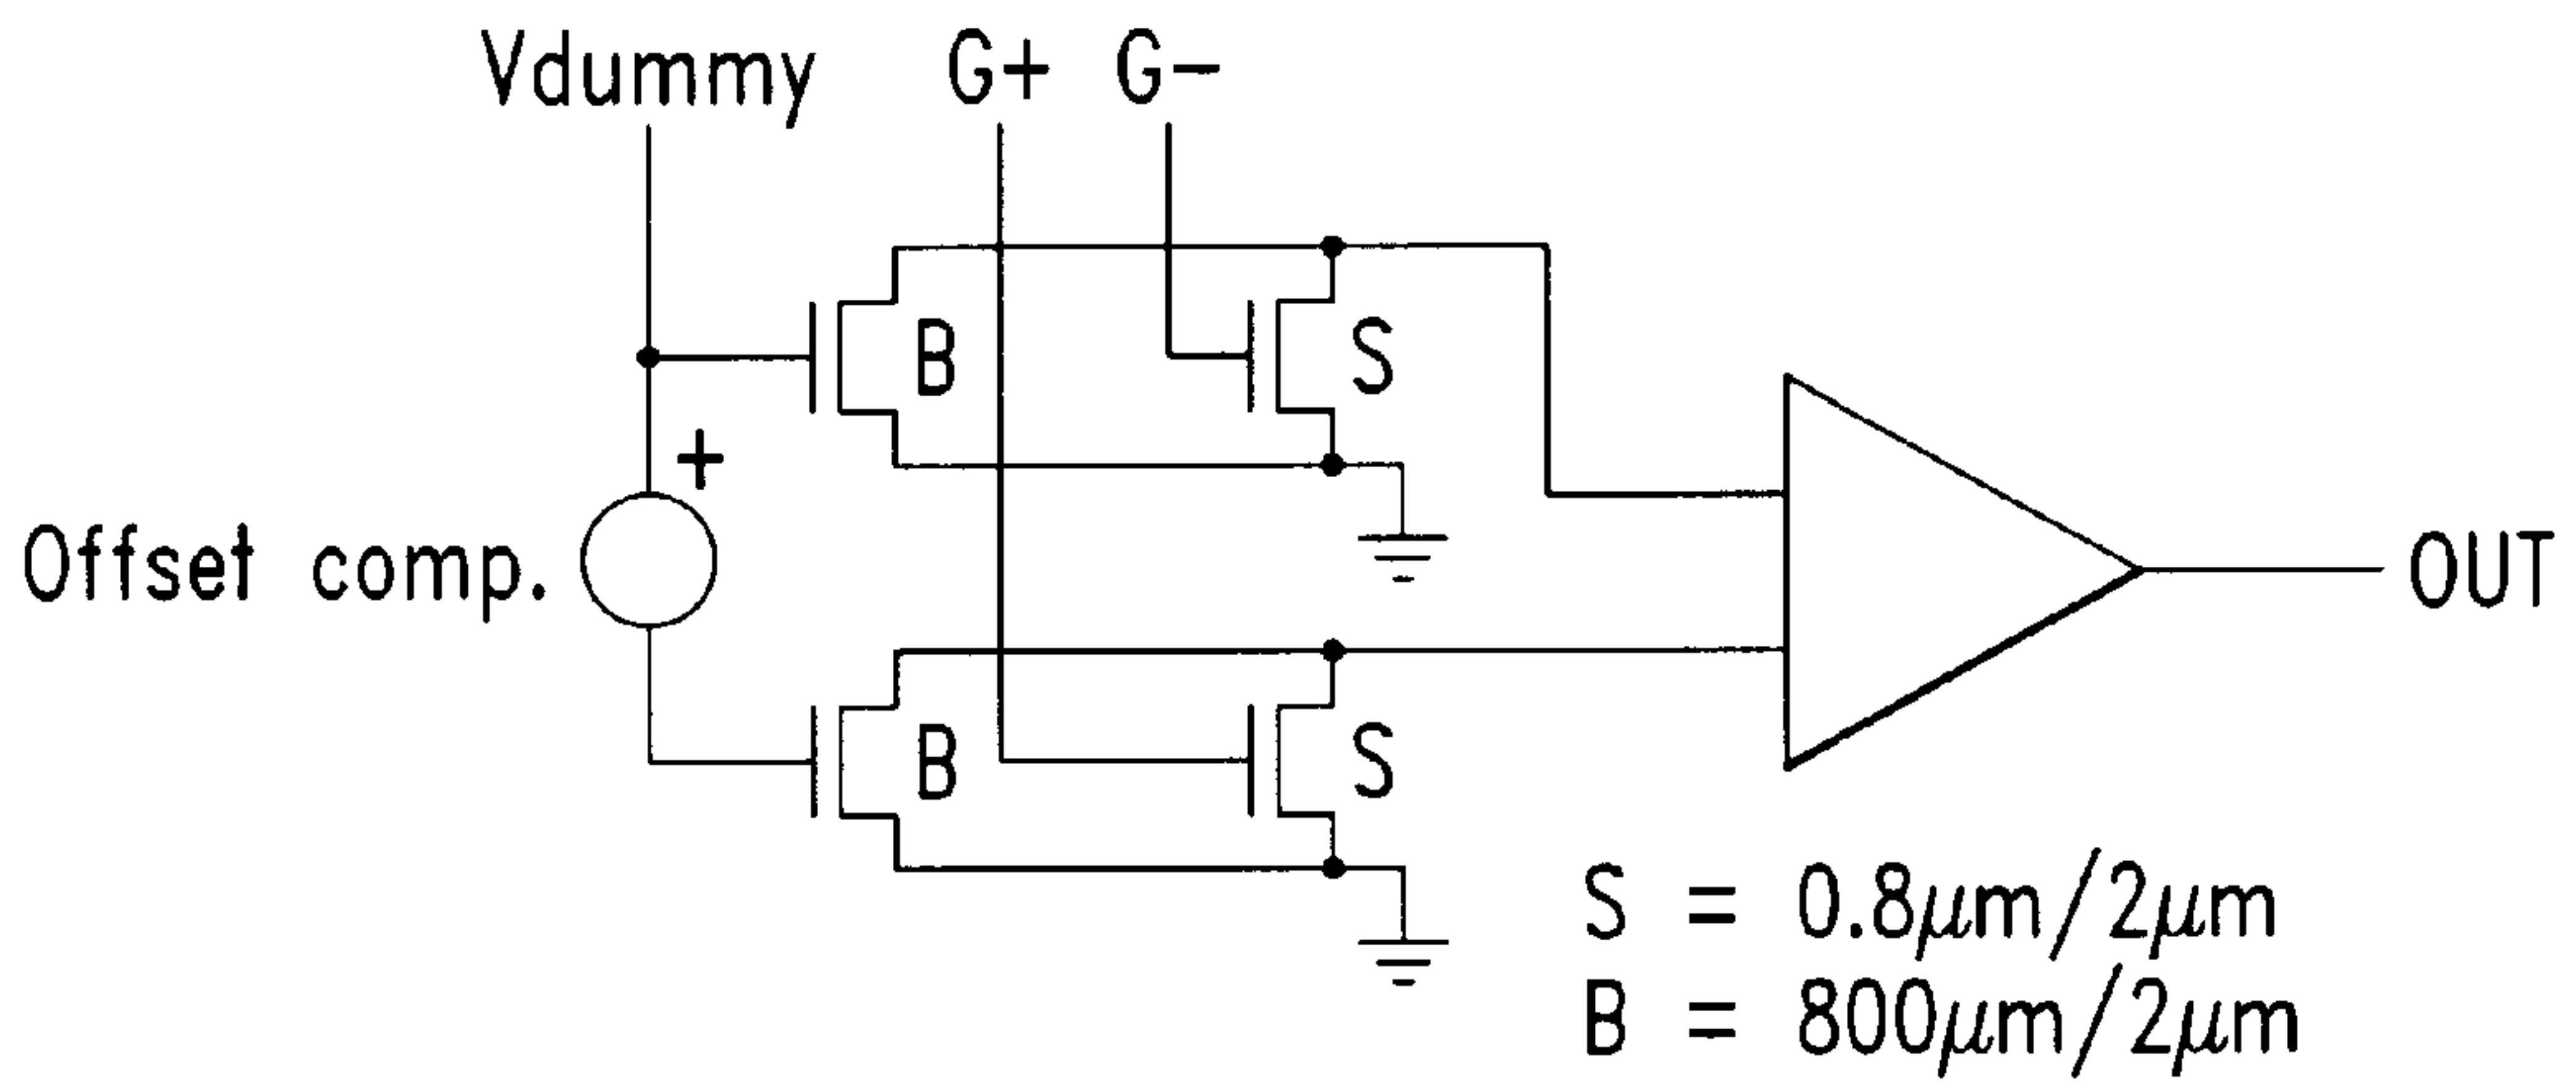 Vdummy G+ G-
B S
+
Offset comp.
OUT
B S
S = 0.8μm/2μm
B = 800μm/2μm